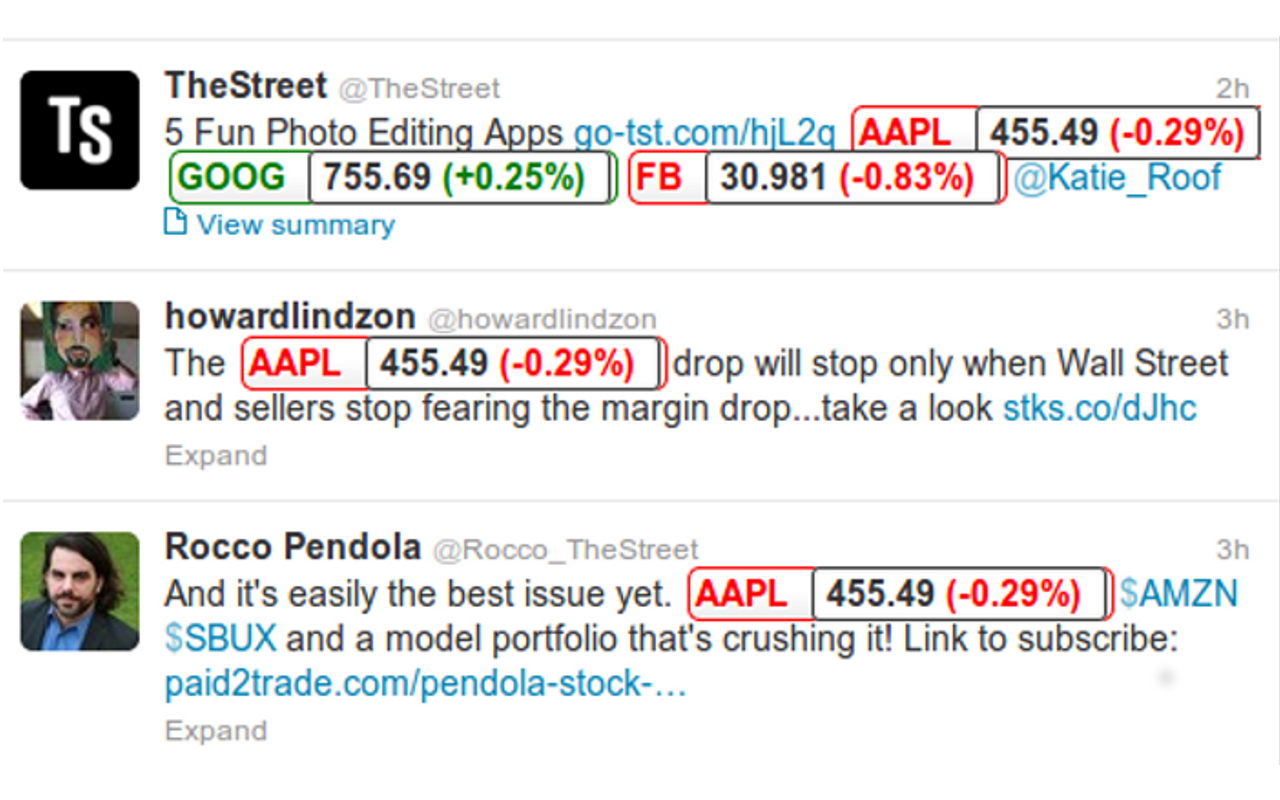 TS
TheStreet @TheStreet 2h
5 Fun Photo Editing Apps go-tst.com/hjL2q AAPL 455.49 (-0.29%)
GOOG 755.69 (+0.25%) FB 30.981 (-0.83%) @Katie_Roof
View summary
howardlindzon @howardlindzon 3h
The AAPL 455.49 (-0.29%) drop will stop only when Wall Street
and sellers stop fearing the margin drop...take a look stks.co/dJhc
Expand
Rocco Pendola @Rocco_TheStreet 3h
And it's easily the best issue yet. AAPL 455.49 (-0.29%) $AMZN
$SBUX and a model portfolio that's crushing it! Link to subscribe:
paid2trade.com/pendola-stock-…
Expand